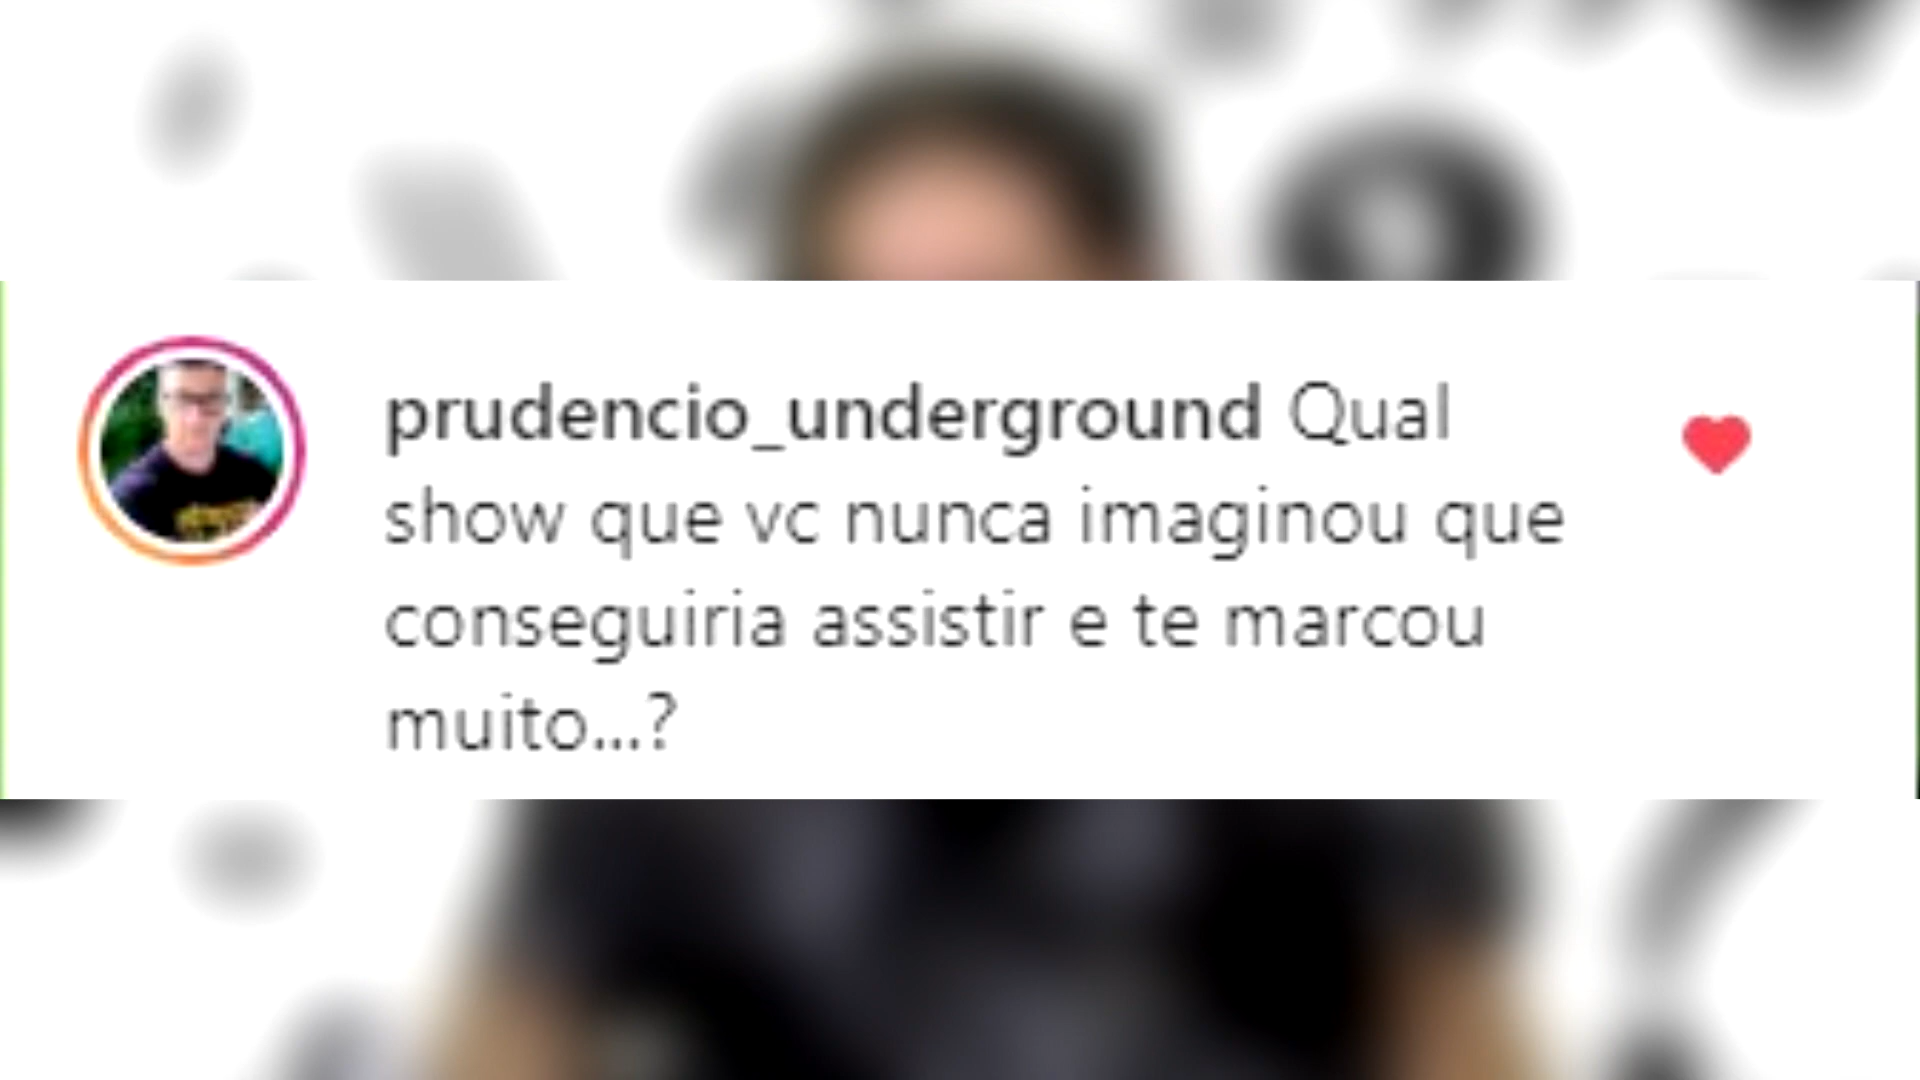 prudencio_underground Qual
show que vc nunca imaginou que
conseguiria assistir e te marcou
muito...?